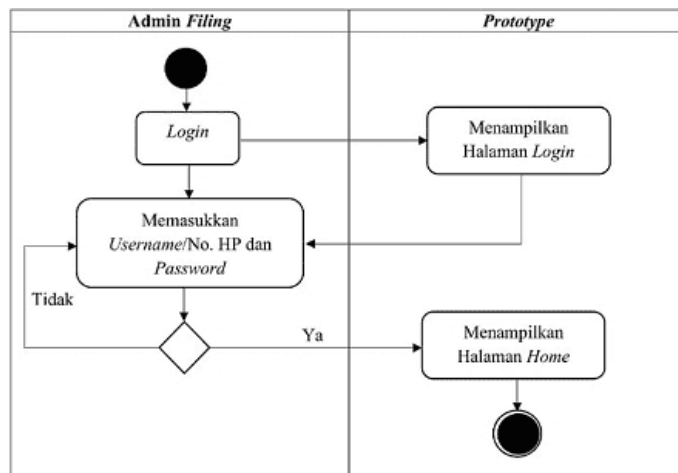 Admin Filing
Prototype
Login
Menampilkan
Halaman Login
Memasukkan
Username/No. HP dan
Password
Tidak
Ya
Menampilkan
Halaman Home